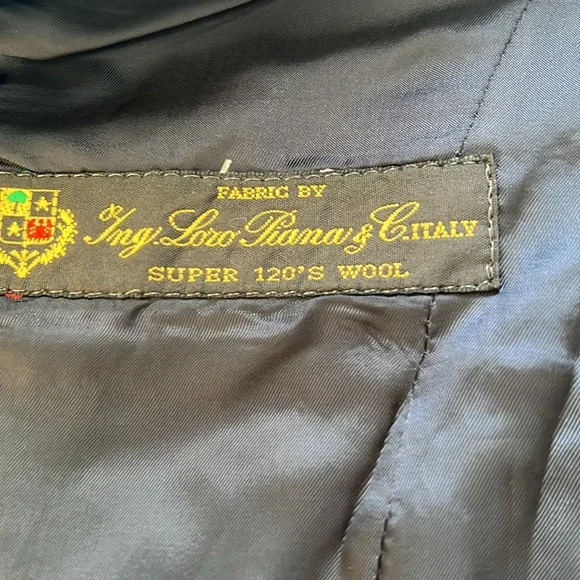 FABRIC BY
Ing. Loro Piana & C. ITALY
SUPER 120'S WOOL